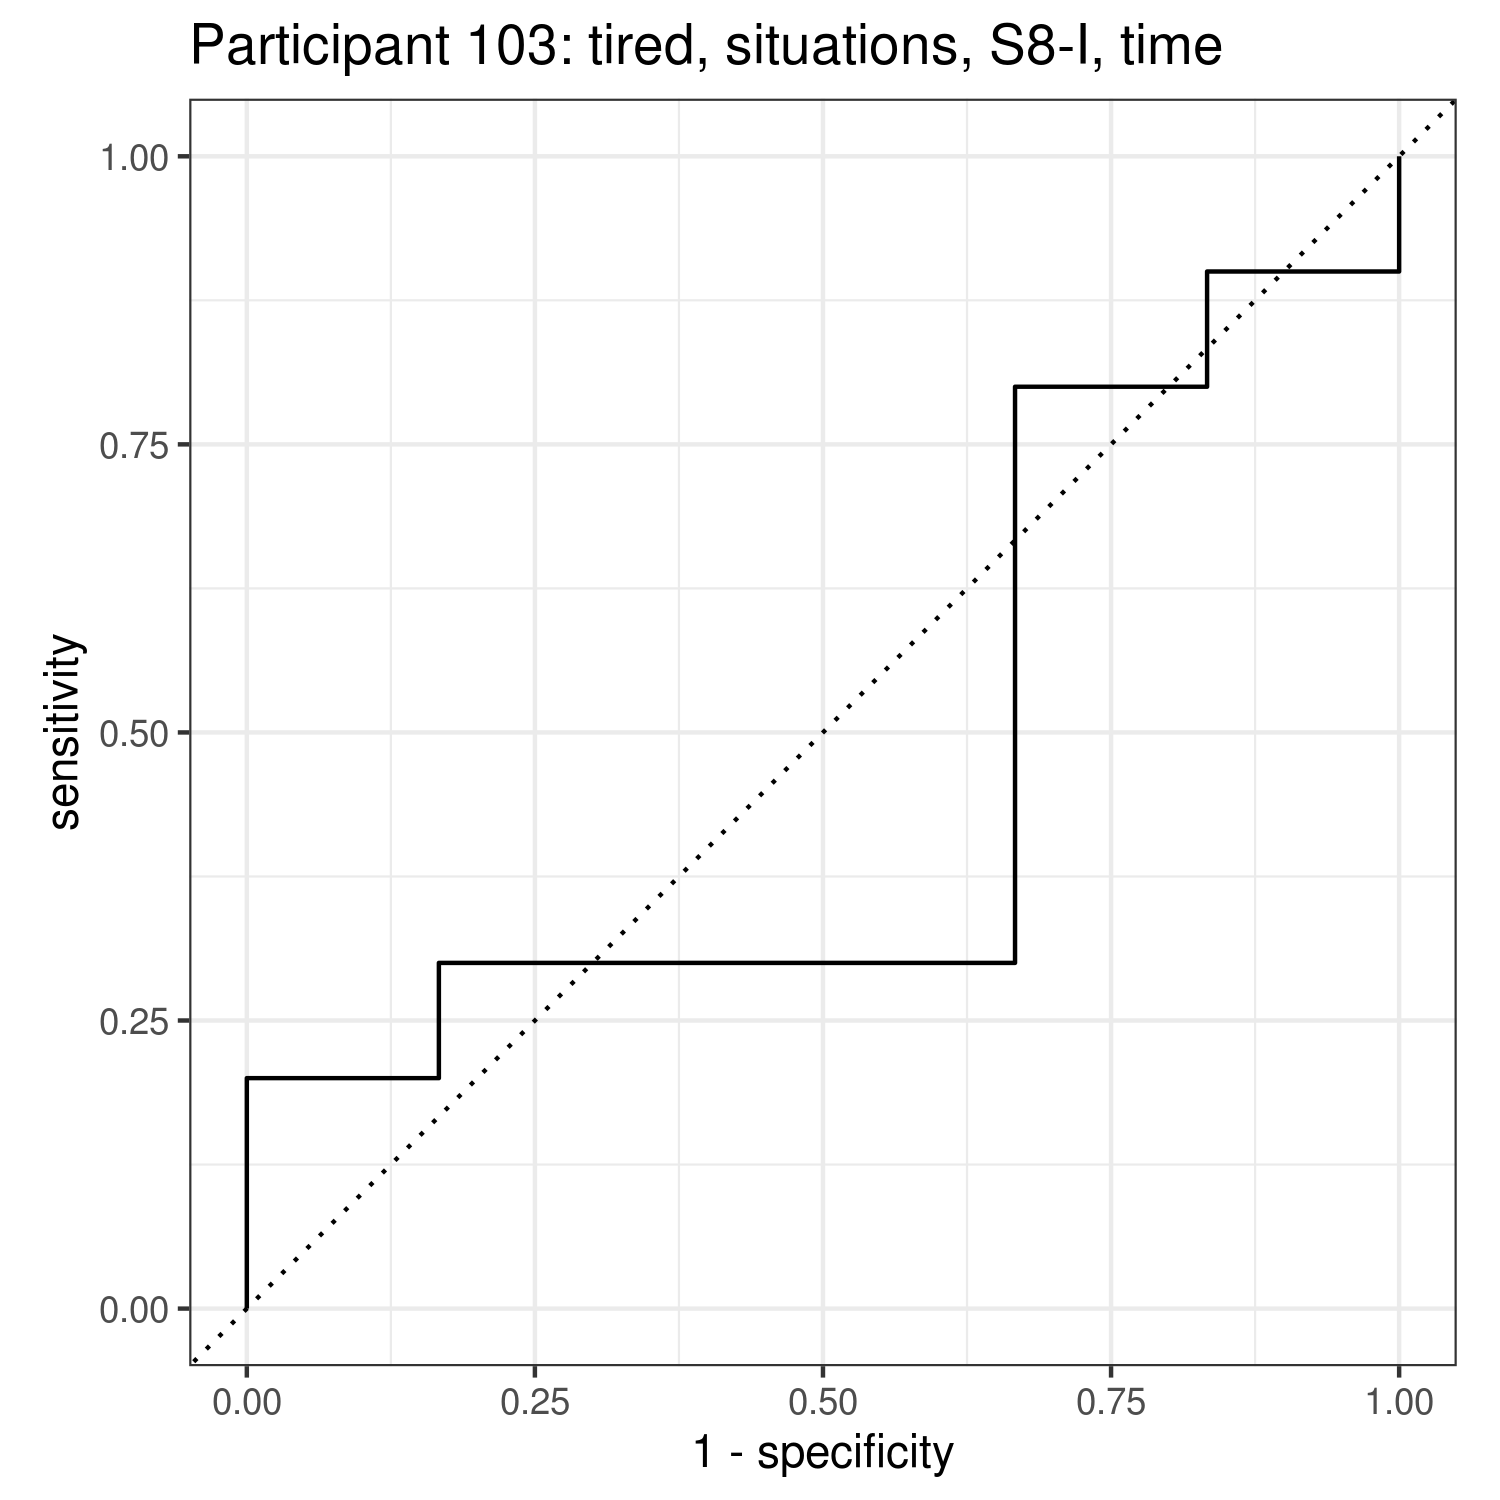 Participant 103: tired, situations, S8-I, time
1.00
0.75
0.50
0.25
0.00
sensitivity
0.00 0.25 0.50 0.75 1.00
1 - specificity